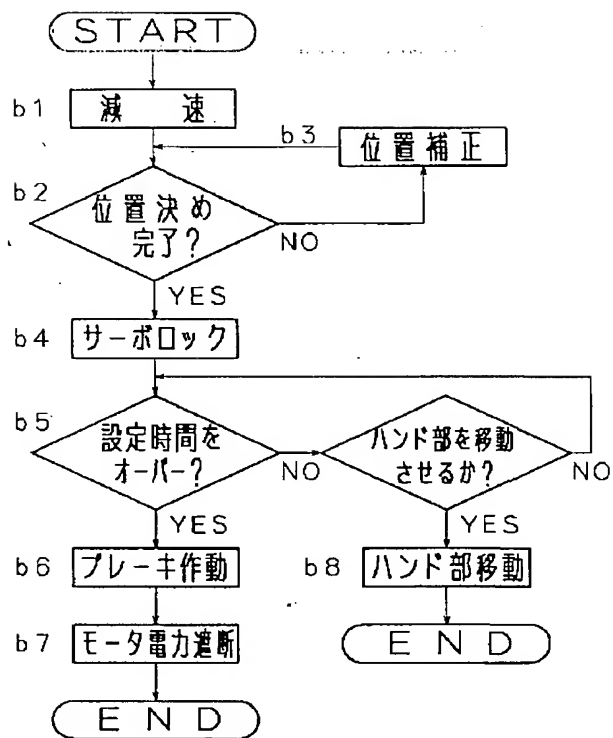 START
b1
減速
b3
位置補正
b2
位置決め
完了?
NO
YES
b4
サーボロック
b5
設定時間を
オーバー?
NO
ハンド部を移動
させるか?
NO
YES
YES
b6
ブレーキ作動
b8
ハンド部移動
b7
モータ電力遮断
END
END